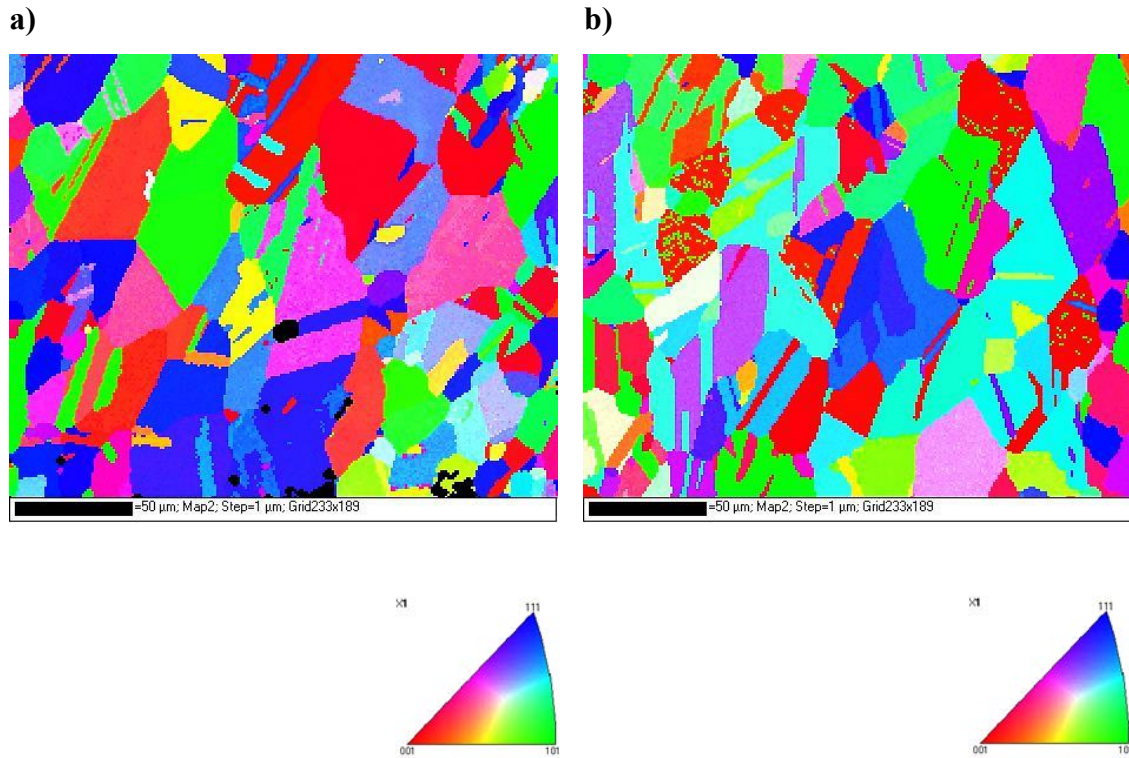 a) b)
=50 µm; Map2; Step=1 µm; Grid233x189 =50 µm; Map2; Step=1 µm; Grid233x189
X1 X1
111 111
001 101 001 10